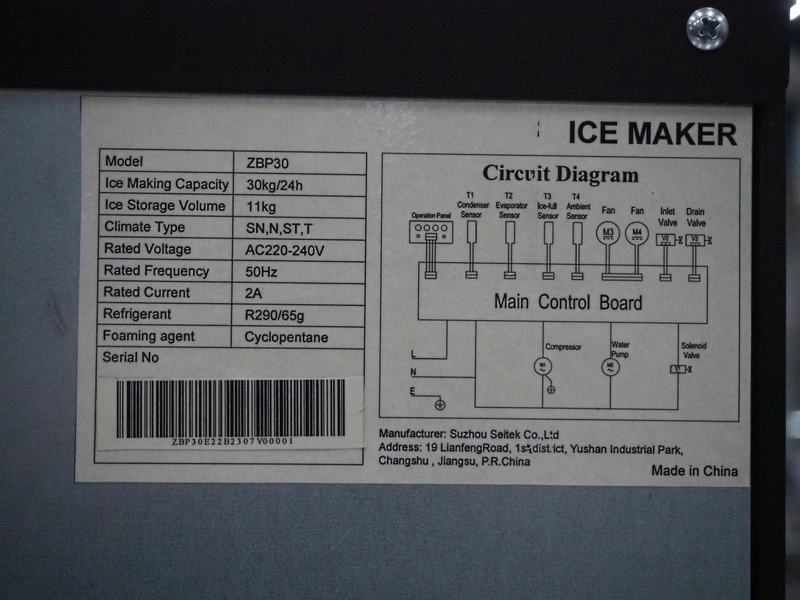 ICE MAKER
Model ZBP30
Ice Making Capacity 30kg/24h
Ice Storage Volume 11kg
Climate Type SN,N,ST,T
Rated Voltage AC220-240V
Rated Frequency 50Hz
Rated Current 2A
Refrigerant R290/65g
Foaming agent Cyclopentane
Serial No
ZBP30E22B2307V00001
Circuit Diagram
Operation Panel
T1 Condenser Sensor
T2 Evaporator Sensor
T3 Ice-full Sensor
T4 Ambient Sensor
Fan
M3
Fan
M4
Inlet Valve
V2
Drain Valve
V3
Main Control Board
L
N
E
Compressor
M1
Water Pump
M2
Solenoid Valve
Manufacturer: Suzhou Seitek Co.,Ltd
Address: 19 LianfengRoad, 1st district, Yushan Industrial Park,
Changshu , Jiangsu, P.R.China
Made in China